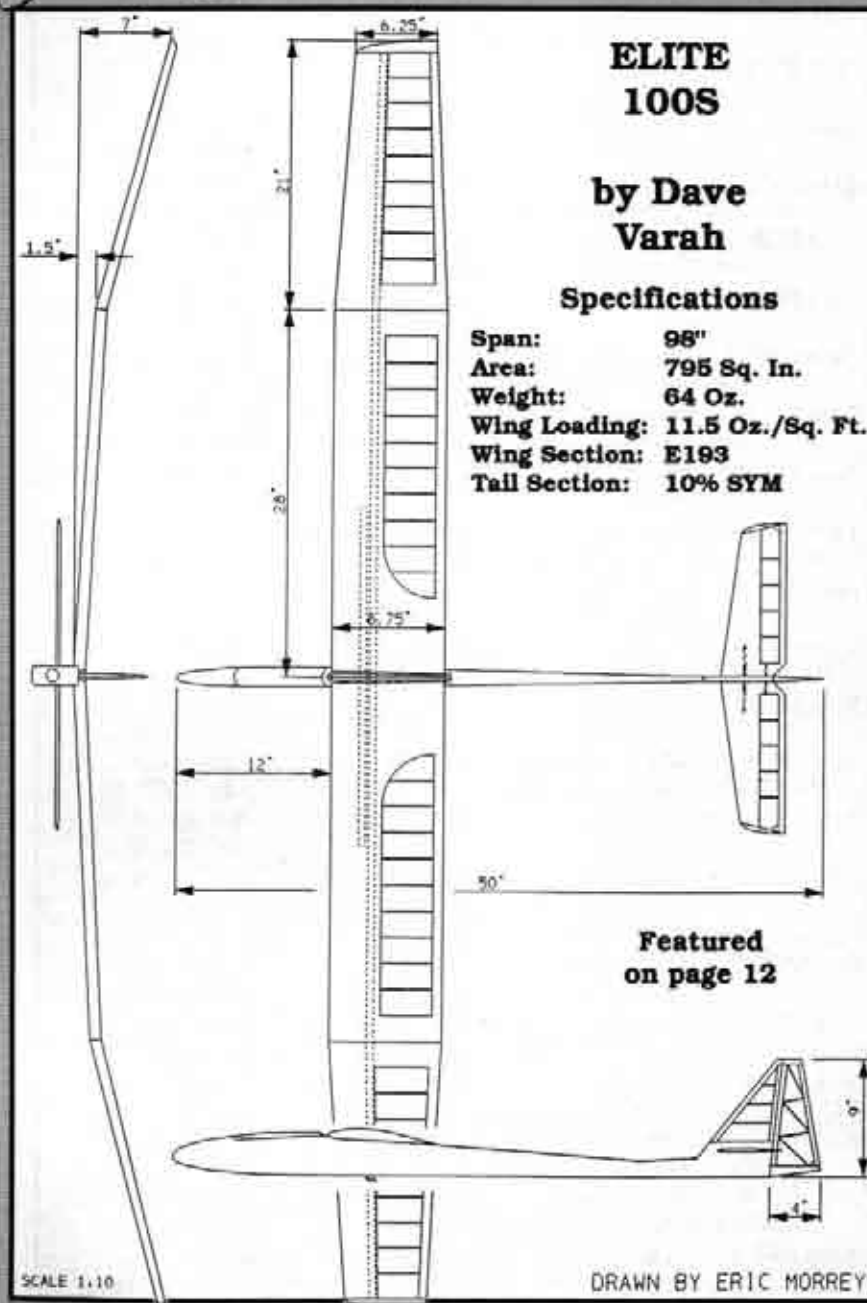 7"
6.25"
ELITE
100S
21"
by Dave
Varah
1.5"
Specifications
Span: 98"
Area: 795 Sq. In.
Weight: 64 Oz.
Wing Loading: 11.5 Oz./Sq. Ft.
Wing Section: E193
Tail Section: 10% SYM
28"
8.75"
12"
50"
Featured
on page 12
9"
4"
SCALE 1:10
DRAWN BY ERIC MORREY